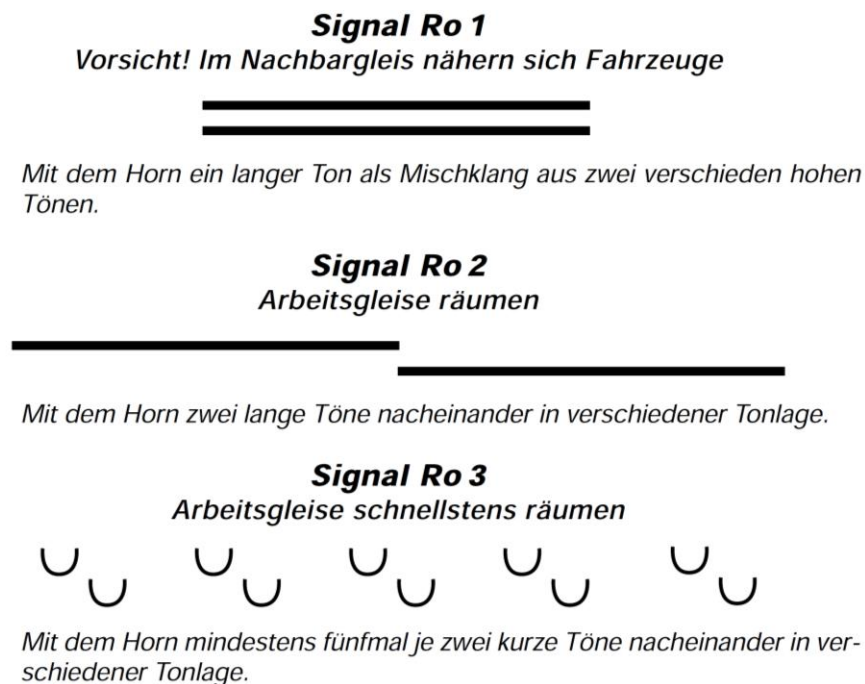 Signal Ro 1
Vorsicht! Im Nachbargleis nähern sich Fahrzeuge
Mit dem Horn ein langer Ton als Mischklang aus zwei verschieden hohen
Tönen.
Signal Ro 2
Arbeitsgleise räumen
Mit dem Horn zwei lange Töne nacheinander in verschiedener Tonlage.
Signal Ro 3
Arbeitsgleise schnellstens räumen
Mit dem Horn mindestens fünfmal je zwei kurze Töne nacheinander in ver-
schiedener Tonlage.